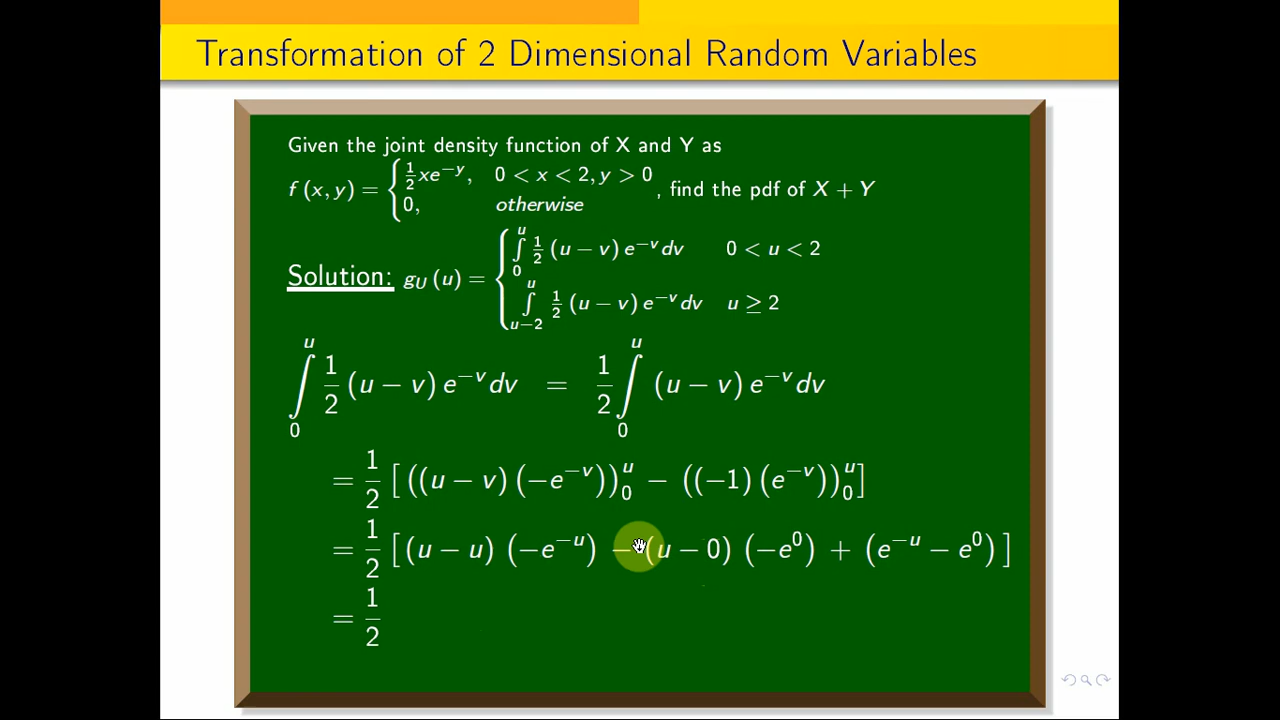 Transformation of 2 Dimensional Random Variables
Given the joint density function of X and Y as
f (x, y) = { ½xe^{−y}, 0 < x < 2, y > 0
0, otherwise , find the pdf of X + Y
Solution: g_U (u) = { ∫_0^u ½ (u − v) e^{−v} dv 0 < u < 2
∫_{u−2}^u ½ (u − v) e^{−v} dv u ≥ 2
∫_0^u ½ (u − v) e^{−v} dv = ½ ∫_0^u (u − v) e^{−v} dv
= ½ [ ((u − v) (−e^{−v}))_0^u − ((−1) (e^{−v}))_0^u ]
= ½ [ (u − u) (−e^{−u}) − (u − 0) (−e^0) + (e^{−u} − e^0) ]
= ½